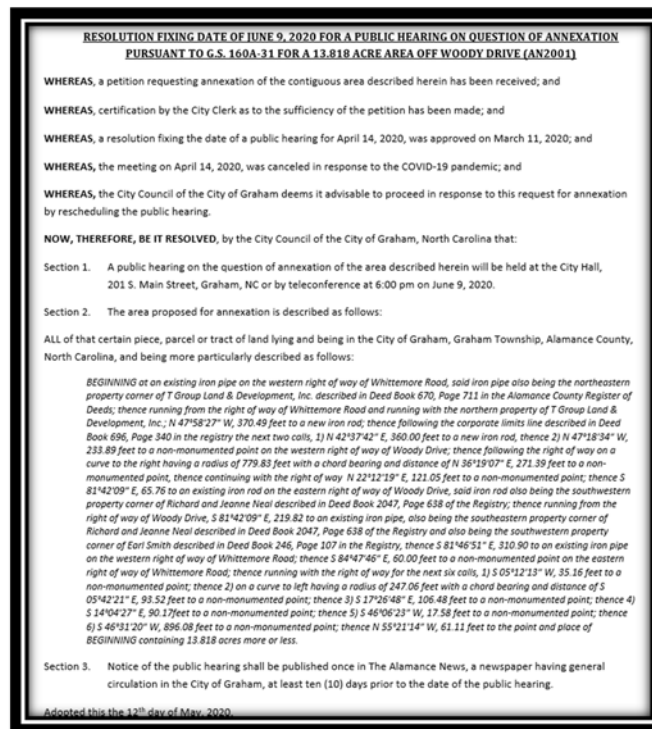 RESOLUTION FIXING DATE OF JUNE 9, 2020 FOR A PUBLIC HEARING ON QUESTION OF ANNEXATION
PURSUANT TO G.S. 160A-31 FOR A 13.818 ACRE AREA OFF WOODY DRIVE (AN2001)
WHEREAS, a petition requesting annexation of the contiguous area described herein has been received; and
WHEREAS, certification by the City Clerk as to the sufficiency of the petition has been made; and
WHEREAS, a resolution fixing the date of a public hearing for April 14, 2020, was approved on March 11, 2020; and
WHEREAS, the meeting on April 14, 2020, was canceled in response to the COVID-19 pandemic; and
WHEREAS, the City Council of the City of Graham deems it advisable to proceed in response to this request for annexation
by rescheduling the public hearing.
NOW, THEREFORE, BE IT RESOLVED, by the City Council of the City of Graham, North Carolina that:
Section 1. A public hearing on the question of annexation of the area described herein will be held at the City Hall,
201 S. Main Street, Graham, NC or by teleconference at 6:00 pm on June 9, 2020.
Section 2. The area proposed for annexation is described as follows:
ALL of that certain piece, parcel or tract of land lying and being in the City of Graham, Graham Township, Alamance County,
North Carolina, and being more particularly described as follows:
BEGINNING at an existing iron pipe on the western right of way of Whittemore Road, said iron pipe also being the northeastern
property corner of T Group Land & Development, Inc. described in Deed Book 670, Page 711 in the Alamance County Register of
Deeds; thence running from the right of way of Whittemore Road and running with the northern property of T Group Land &
Development, Inc.; N 47°58'27" W, 370.49 feet to a new iron rod; thence following the corporate limits line described in Deed
Book 696, Page 340 in the registry the next two calls, 1) N 42°37'42" E, 360.00 feet to a new iron rod, thence 2) N 47°18'34" W,
233.89 feet to a non-monumented point on the western right of way of Woody Drive; thence following the right of way on a
curve to the right having a radius of 779.83 feet with a chord bearing and distance of N 36°19'07" E, 271.39 feet to a non-
monumented point, thence continuing with the right of way N 22°12'19" E, 121.05 feet to a non-monumented point; thence S
81°42'09" E, 65.76 to an existing iron rod on the eastern right of way of Woody Drive, said iron rod also being the southwestern
property corner of Richard and Jeanne Neal described in Deed Book 2047, Page 638 of the Registry; thence running from the
right of way of Woody Drive, S 81°42'09" E, 219.82 to an existing iron pipe, also being the southeastern property corner of
Richard and Jeanne Neal described in Deed Book 2047, Page 638 of the Registry and also being the southwestern property
corner of Earl Smith described in Deed Book 246, Page 107 in the Registry, thence S 81°46'51" E, 310.90 to an existing iron pipe
on the western right of way of Whittemore Road; thence S 84°47'46" E, 60.00 feet to a non-monumented point on the eastern
right of way of Whittemore Road; thence running with the right of way for the next six calls, 1) S 05°12'13" W, 35.16 feet to a
non-monumented point; thence 2) on a curve to left having a radius of 247.06 feet with a chord bearing and distance of S
05°42'21" E, 93.52 feet to a non-monumented point; thence 3) S 17°26'48" E, 106.48 feet to a non-monumented point; thence 4)
S 14°04'27" E, 90.17feet to a non-monumented point; thence 5) S 46°06'23" W, 17.58 feet to a non-monumented point; thence
6) S 46°31'20" W, 896.08 feet to a non-monumented point; thence N 55°21'14" W, 61.11 feet to the point and place of
BEGINNING containing 13.818 acres more or less.
Section 3. Notice of the public hearing shall be published once in The Alamance News, a newspaper having general
circulation in the City of Graham, at least ten (10) days prior to the date of the public hearing.
Adopted this the 12th day of May, 2020.